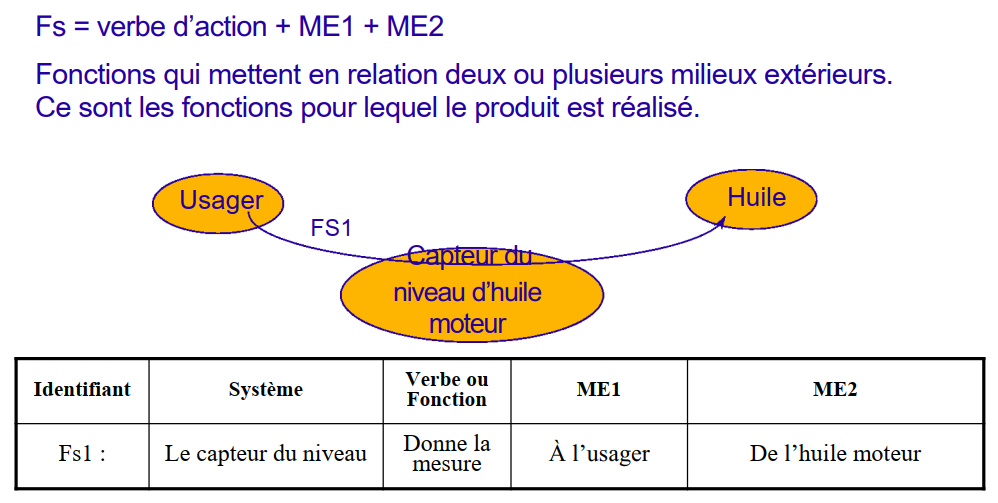 Fs = verbe d'action + ME1 + ME2
Fonctions qui mettent en relation deux ou plusieurs milieux extérieurs.
Ce sont les fonctions pour lequel le produit est réalisé.
Usager
Huile
FS1
Capteur du
niveau d'huile
moteur
Identifiant Système Verbe ou Fonction ME1 ME2
Fs1 : Le capteur du niveau Donne la mesure À l'usager De l'huile moteur